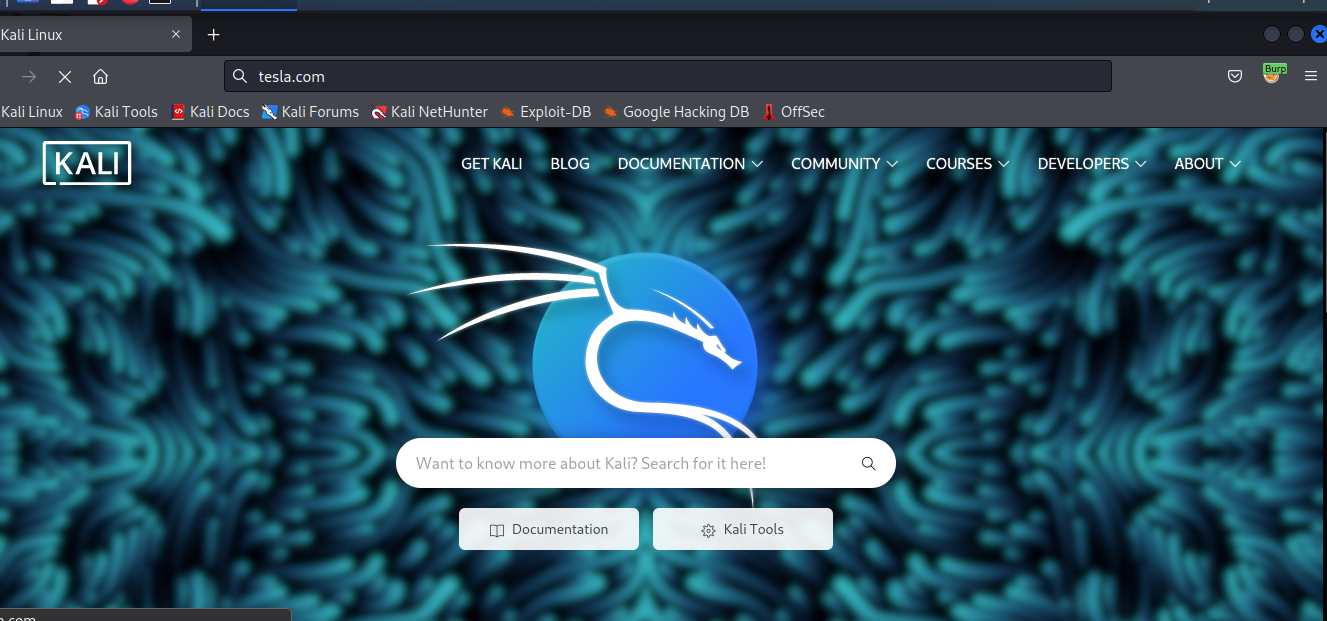 Kali Linux
tesla.com
Burp
Kali Linux Kali Tools Kali Docs Kali Forums Kali NetHunter Exploit-DB Google Hacking DB OffSec
KALI GET KALI BLOG DOCUMENTATION COMMUNITY COURSES DEVELOPERS ABOUT
Want to know more about Kali? Search for it here!
Documentation Kali Tools